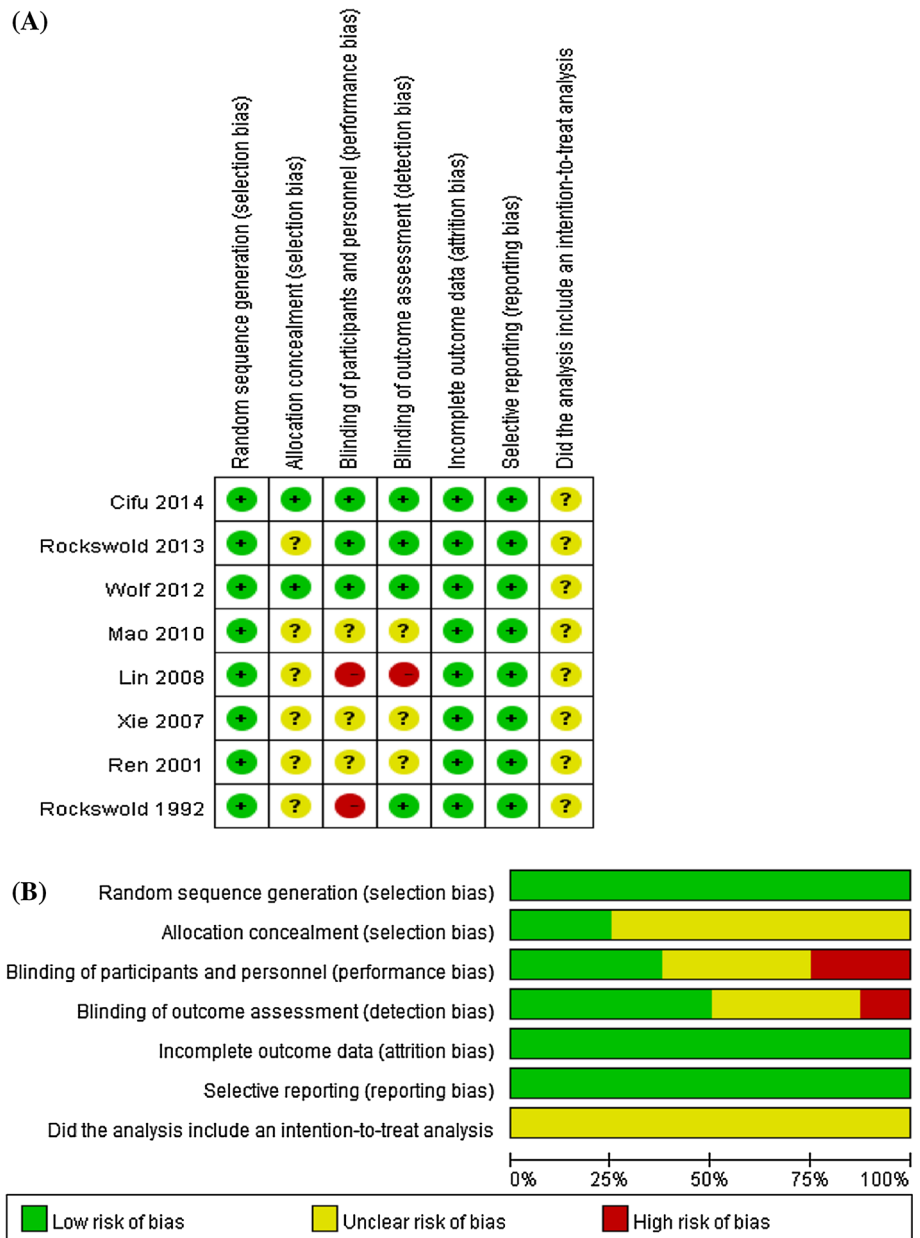 (A)
Random sequence generation (selection bias)
Allocation concealment (selection bias)
Blinding of participants and personnel (performance bias)
Blinding of outcome assessment (detection bias)
Incomplete outcome data (attrition bias)
Selective reporting (reporting bias)
Did the analysis include an intention-to-treat analysis
Cifu 2014 + + + + + + ?
Rockswold 2013 + ? + + + + ?
Wolf 2012 + + + + + + ?
Mao 2010 + ? ? ? + + ?
Lin 2008 + ? - - + + ?
Xie 2007 + ? ? ? + + ?
Ren 2001 + ? ? ? + + ?
Rockswold 1992 + ? - + + + ?
(B)
Random sequence generation (selection bias)
Allocation concealment (selection bias)
Blinding of participants and personnel (performance bias)
Blinding of outcome assessment (detection bias)
Incomplete outcome data (attrition bias)
Selective reporting (reporting bias)
Did the analysis include an intention-to-treat analysis
0% 25% 50% 75% 100%
Low risk of bias Unclear risk of bias High risk of bias